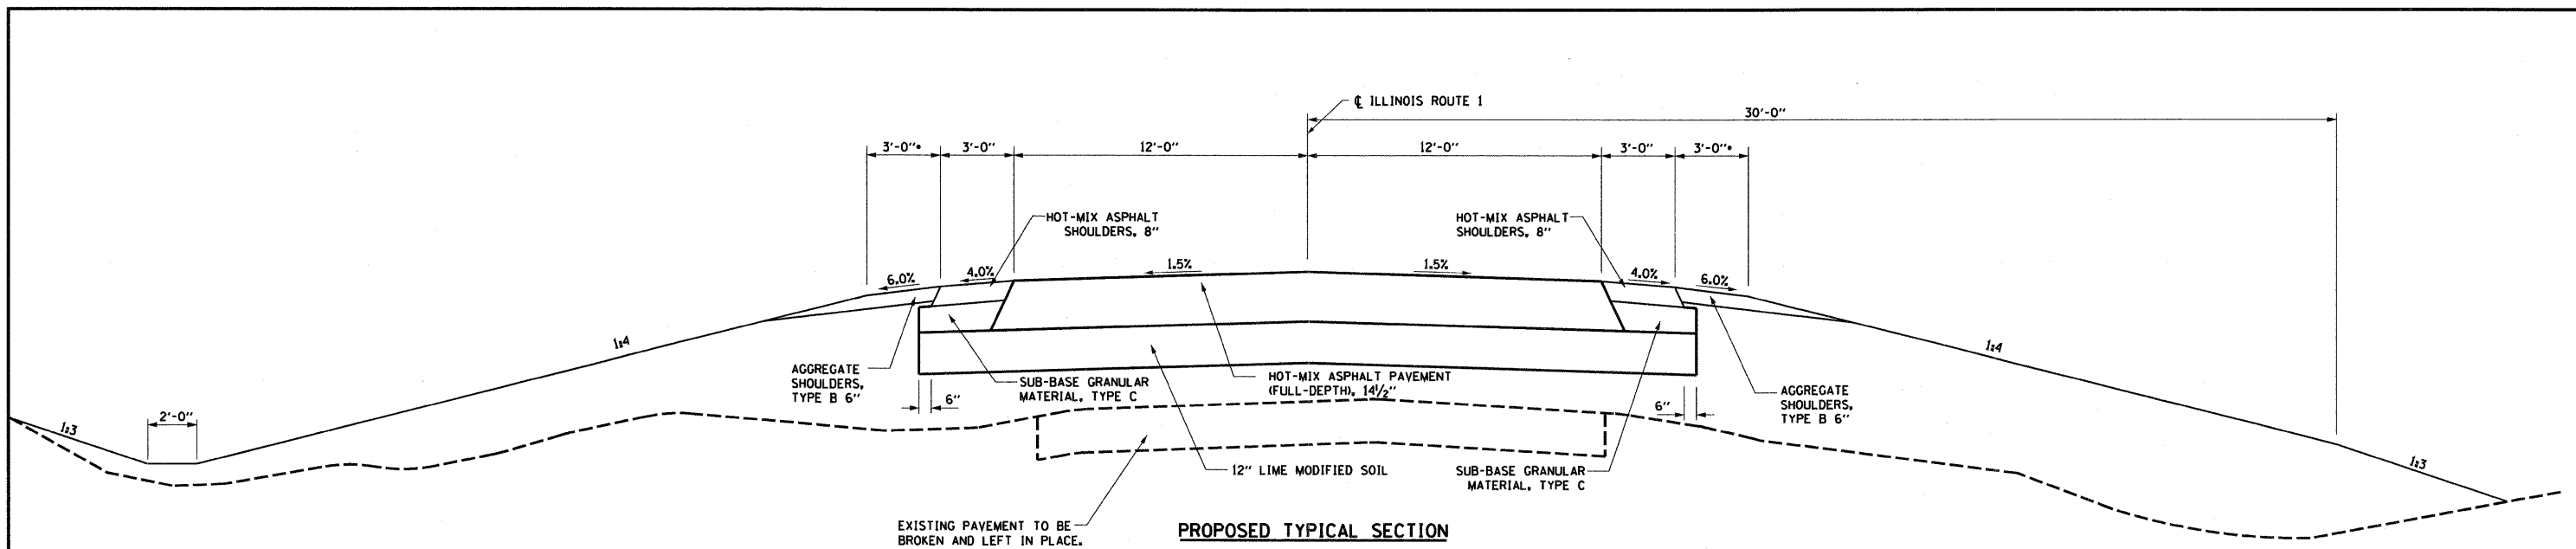 ℄ ILLINOIS ROUTE 1
30'-0"
3'-0"*
3'-0"
12'-0"
12'-0"
3'-0"
3'-0"*
HOT-MIX ASPHALT
SHOULDERS, 8"
HOT-MIX ASPHALT
SHOULDERS, 8"
6.0%
4.0%
1.5%
1.5%
4.0%
6.0%
1:4
1:4
AGGREGATE
SHOULDERS,
TYPE B 6"
SUB-BASE GRANULAR
MATERIAL, TYPE C
6"
HOT-MIX ASPHALT PAVEMENT
(FULL-DEPTH), 14½"
6"
AGGREGATE
SHOULDERS,
TYPE B 6"
1:3
2'-0"
12" LIME MODIFIED SOIL
SUB-BASE GRANULAR
MATERIAL, TYPE C
1:3
EXISTING PAVEMENT TO BE
BROKEN AND LEFT IN PLACE.
PROPOSED TYPICAL SECTION